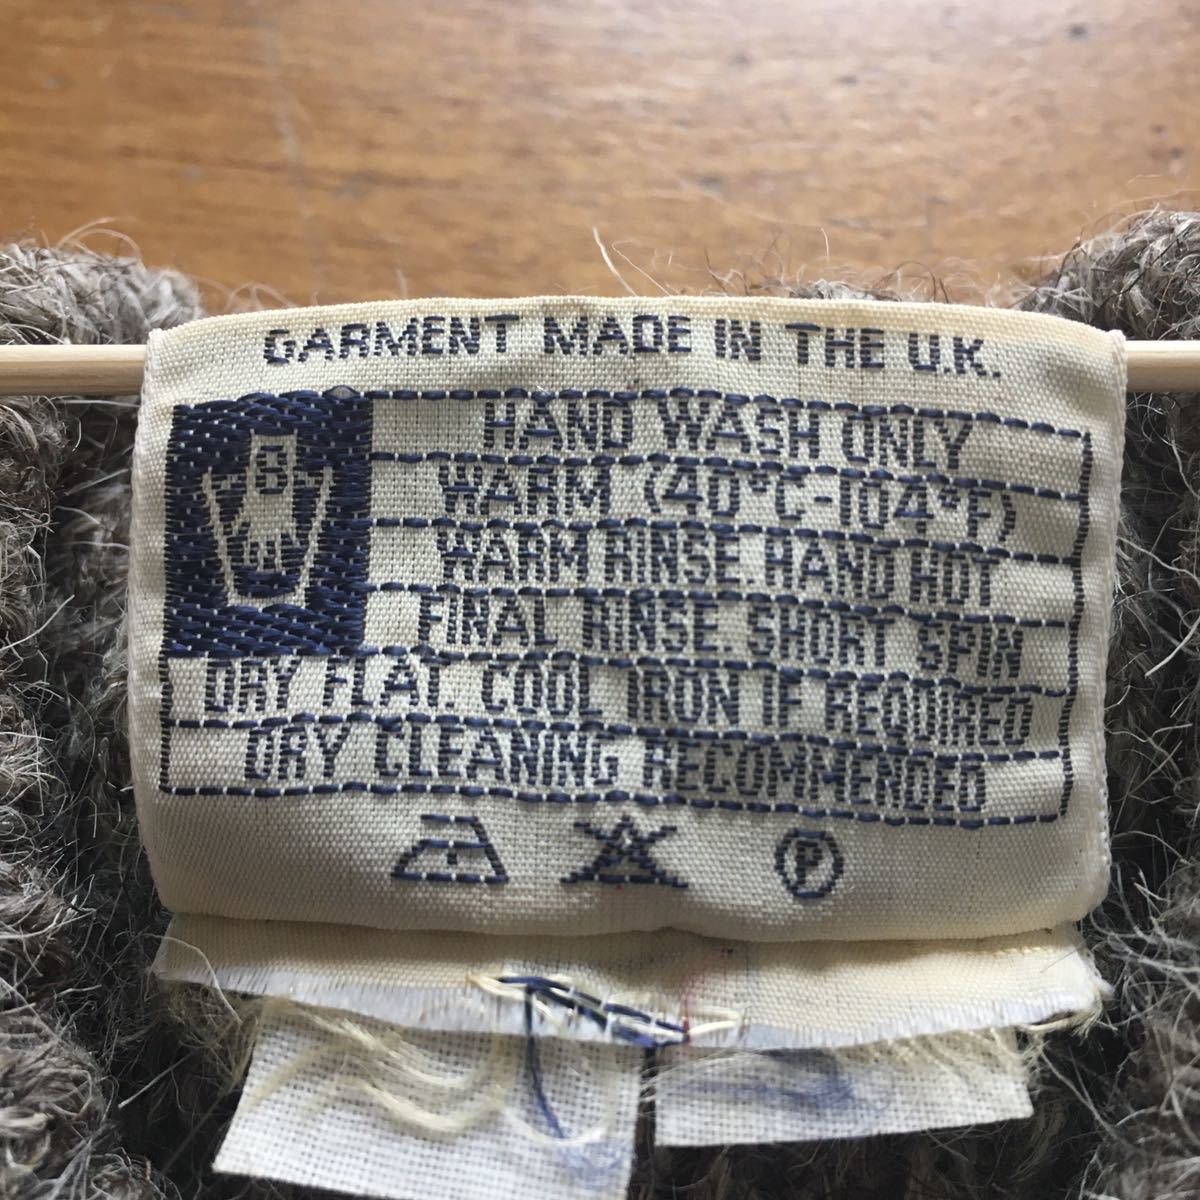 GARMENT MADE IN THE U.K.
HAND WASH ONLY
WARM (40°C-104°F)
WARM RINSE. HAND HOT
FINAL RINSE. SHORT SPIN
DRY FLAT. COOL IRON IF REQUIRED
DRY CLEANING RECOMMENDED
P